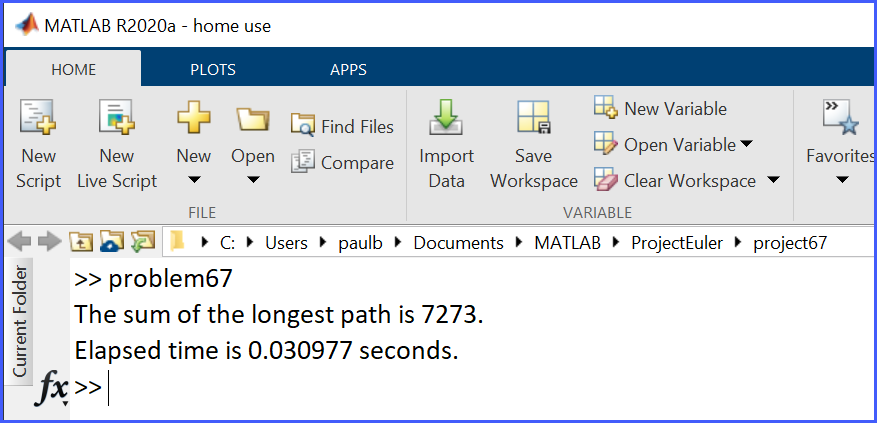 MATLAB R2020a - home use
HOME PLOTS APPS
New Script
New Live Script
New
Open
Find Files
Compare
FILE
Import Data
Save Workspace
New Variable
Open Variable
Clear Workspace
VARIABLE
Favorites
C: Users paulb Documents MATLAB ProjectEuler project67
Current Folder
>> problem67
The sum of the longest path is 7273.
Elapsed time is 0.030977 seconds.
fx >>